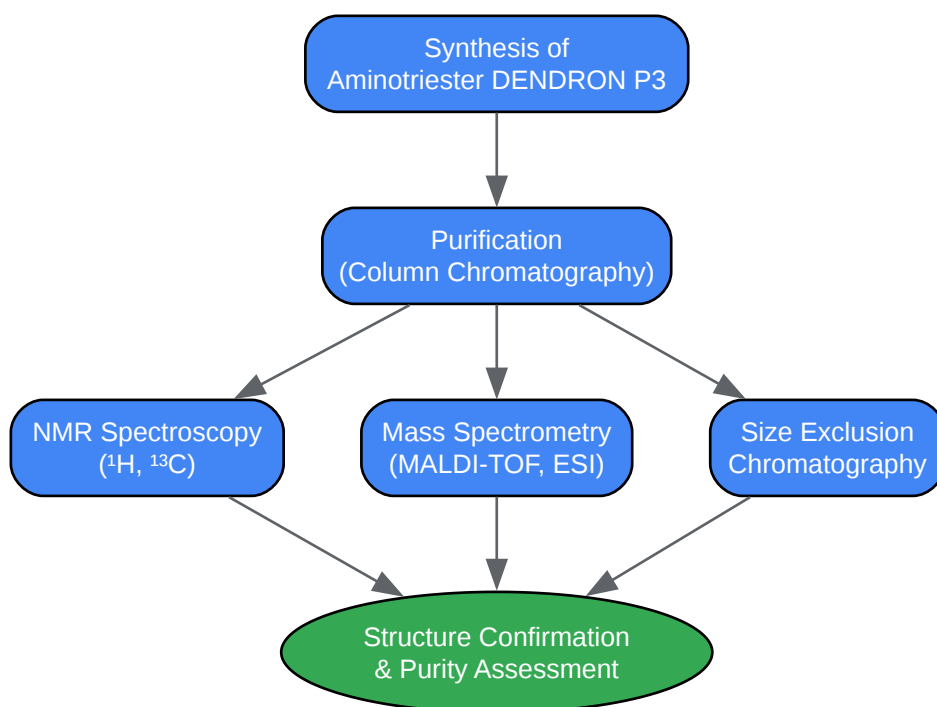 Synthesis of
Aminotriester DENDRON P3
Purification
(Column Chromatography)
NMR Spectroscopy
(¹H, ¹³C)
Mass Spectrometry
(MALDI-TOF, ESI)
Size Exclusion
Chromatography
Structure Confirmation
& Purity Assessment